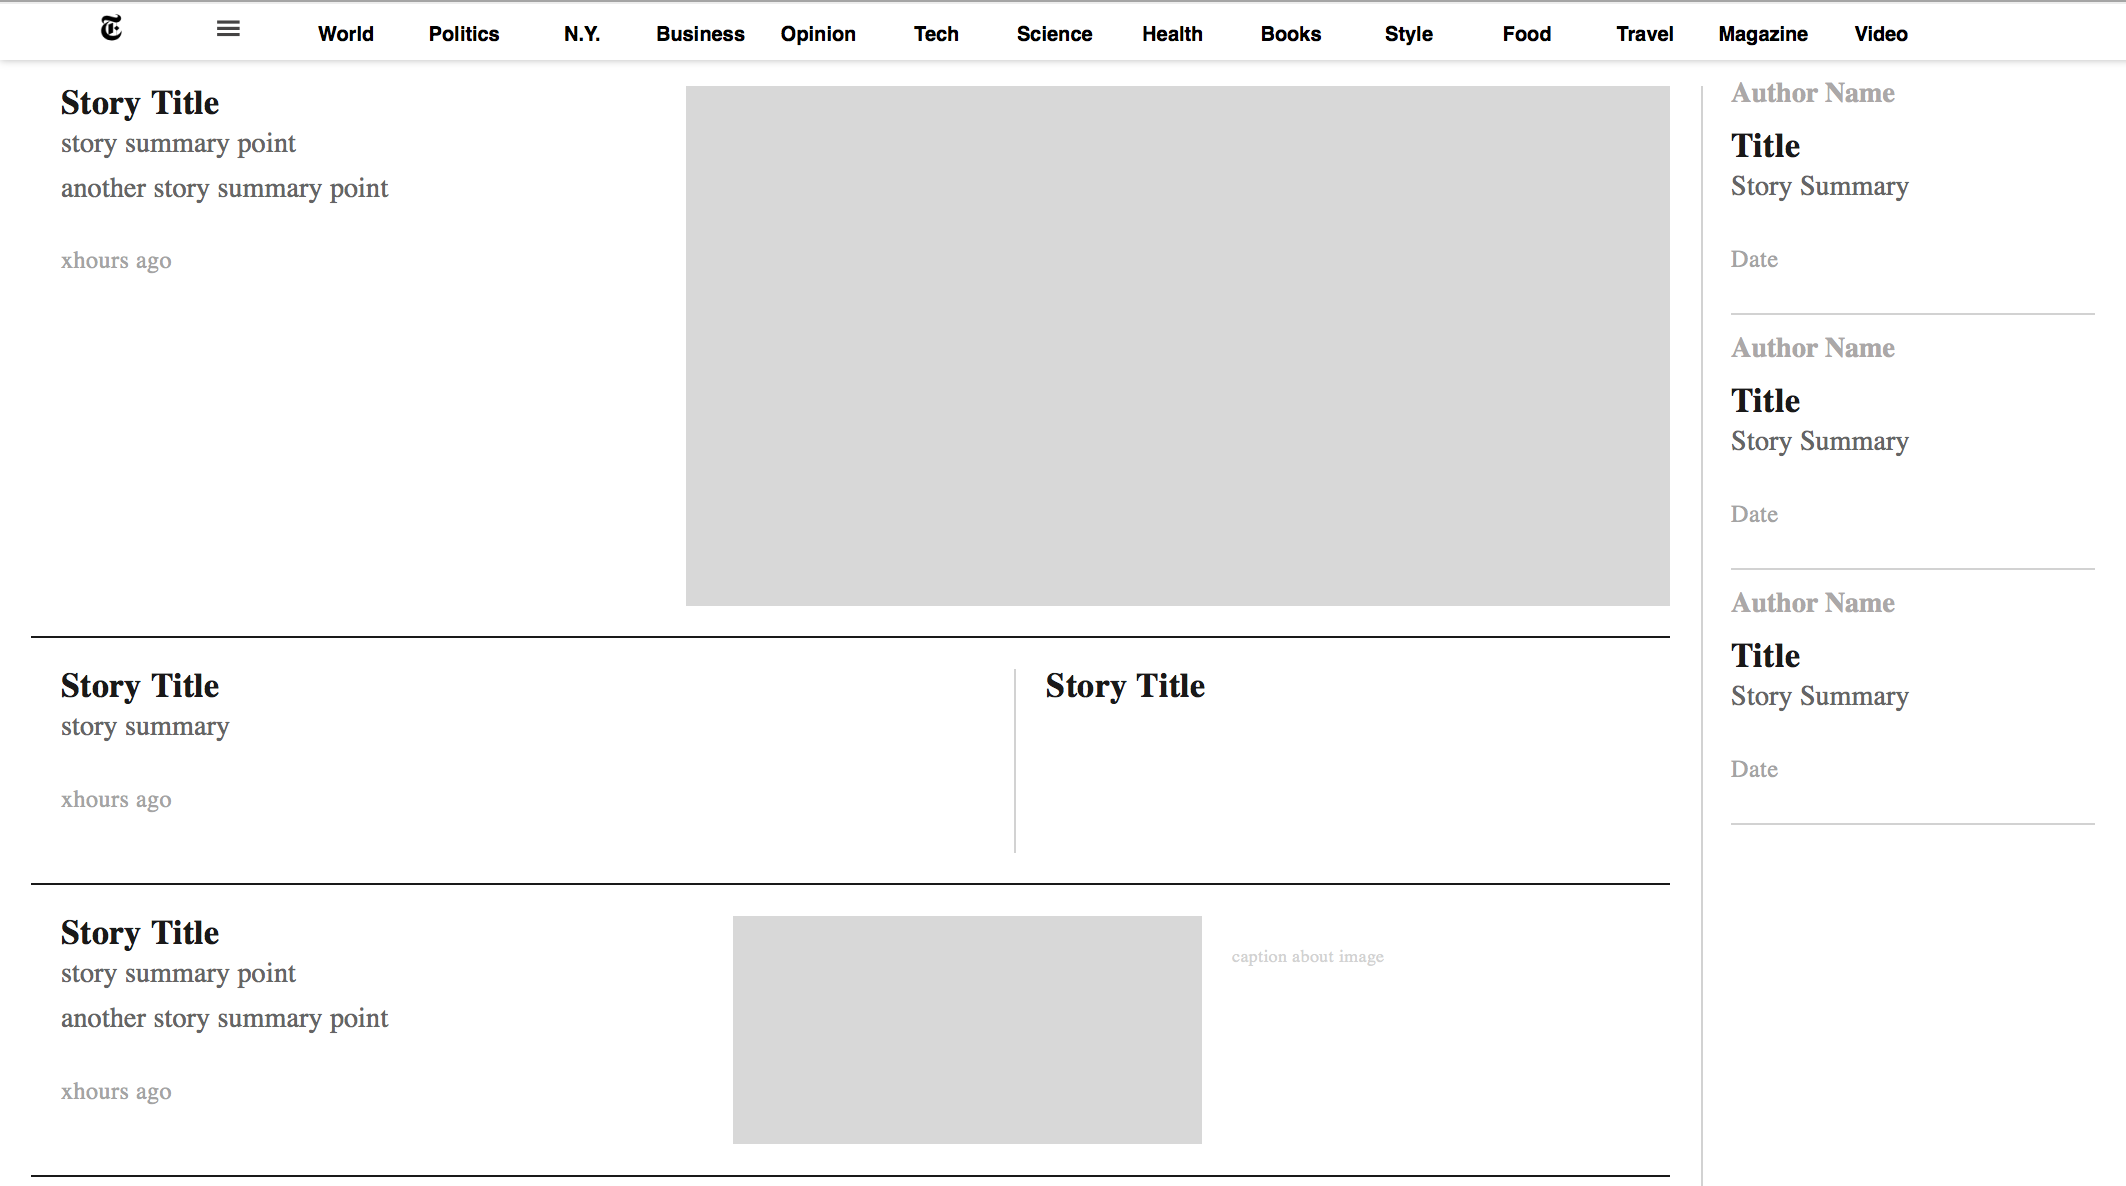 T
World Politics N.Y. Business Opinion Tech Science Health Books Style Food Travel Magazine Video
Story Title
story summary point
another story summary point
xhours ago
Story Title
story summary
xhours ago
Story Title
Story Title
story summary point
another story summary point
xhours ago
caption about image
Author Name
Title
Story Summary
Date
Author Name
Title
Story Summary
Date
Author Name
Title
Story Summary
Date